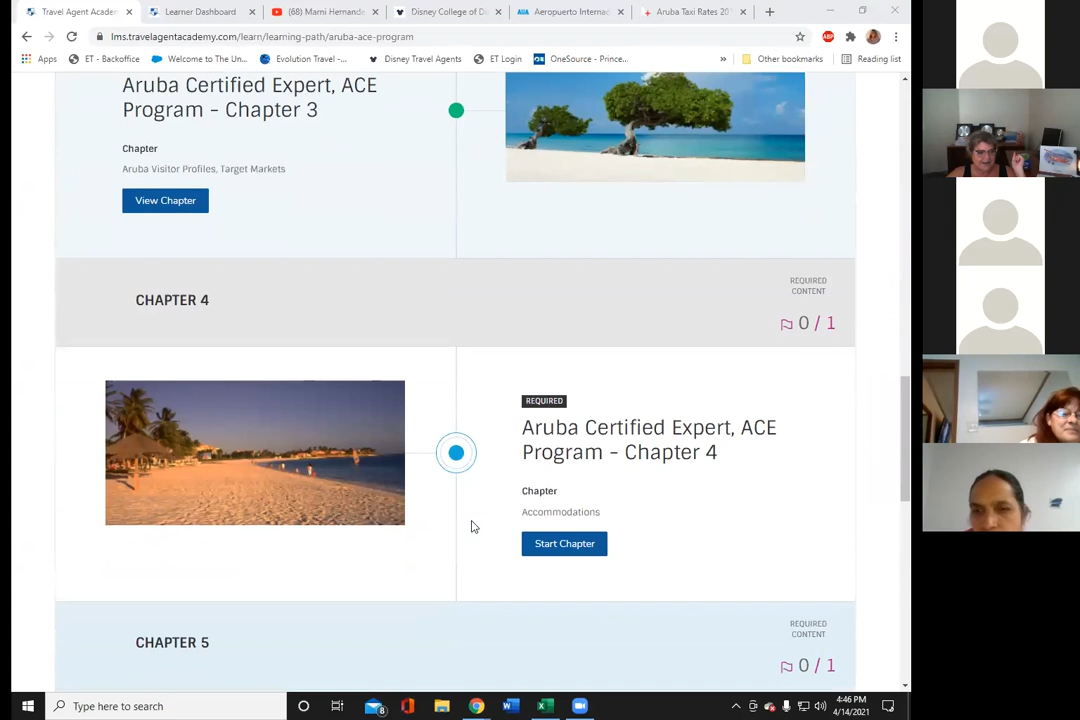 Travel Agent Acade
Learner Dashboard
(68) Marni Hernande
Disney College of Di
Aeropuerto Internac
Aruba Taxi Rates 20
lms.travelagentacademy.com/learn/learning-path/aruba-ace-program
ABP
Apps
ET - Backoffice
Welcome to The Un...
Evolution Travel -...
Disney Travel Agents
ET Login
OneSource - Prince...
»
Other bookmarks
Reading list
Aruba Certified Expert, ACE
Program - Chapter 3
Chapter
Aruba Visitor Profiles, Target Markets
View Chapter
CHAPTER 4
REQUIRED
CONTENT
0 / 1
REQUIRED
Aruba Certified Expert, ACE
Program - Chapter 4
Chapter
Accommodations
Start Chapter
CHAPTER 5
REQUIRED
CONTENT
0 / 1
Type here to search
8
4:46 PM
4/14/2021